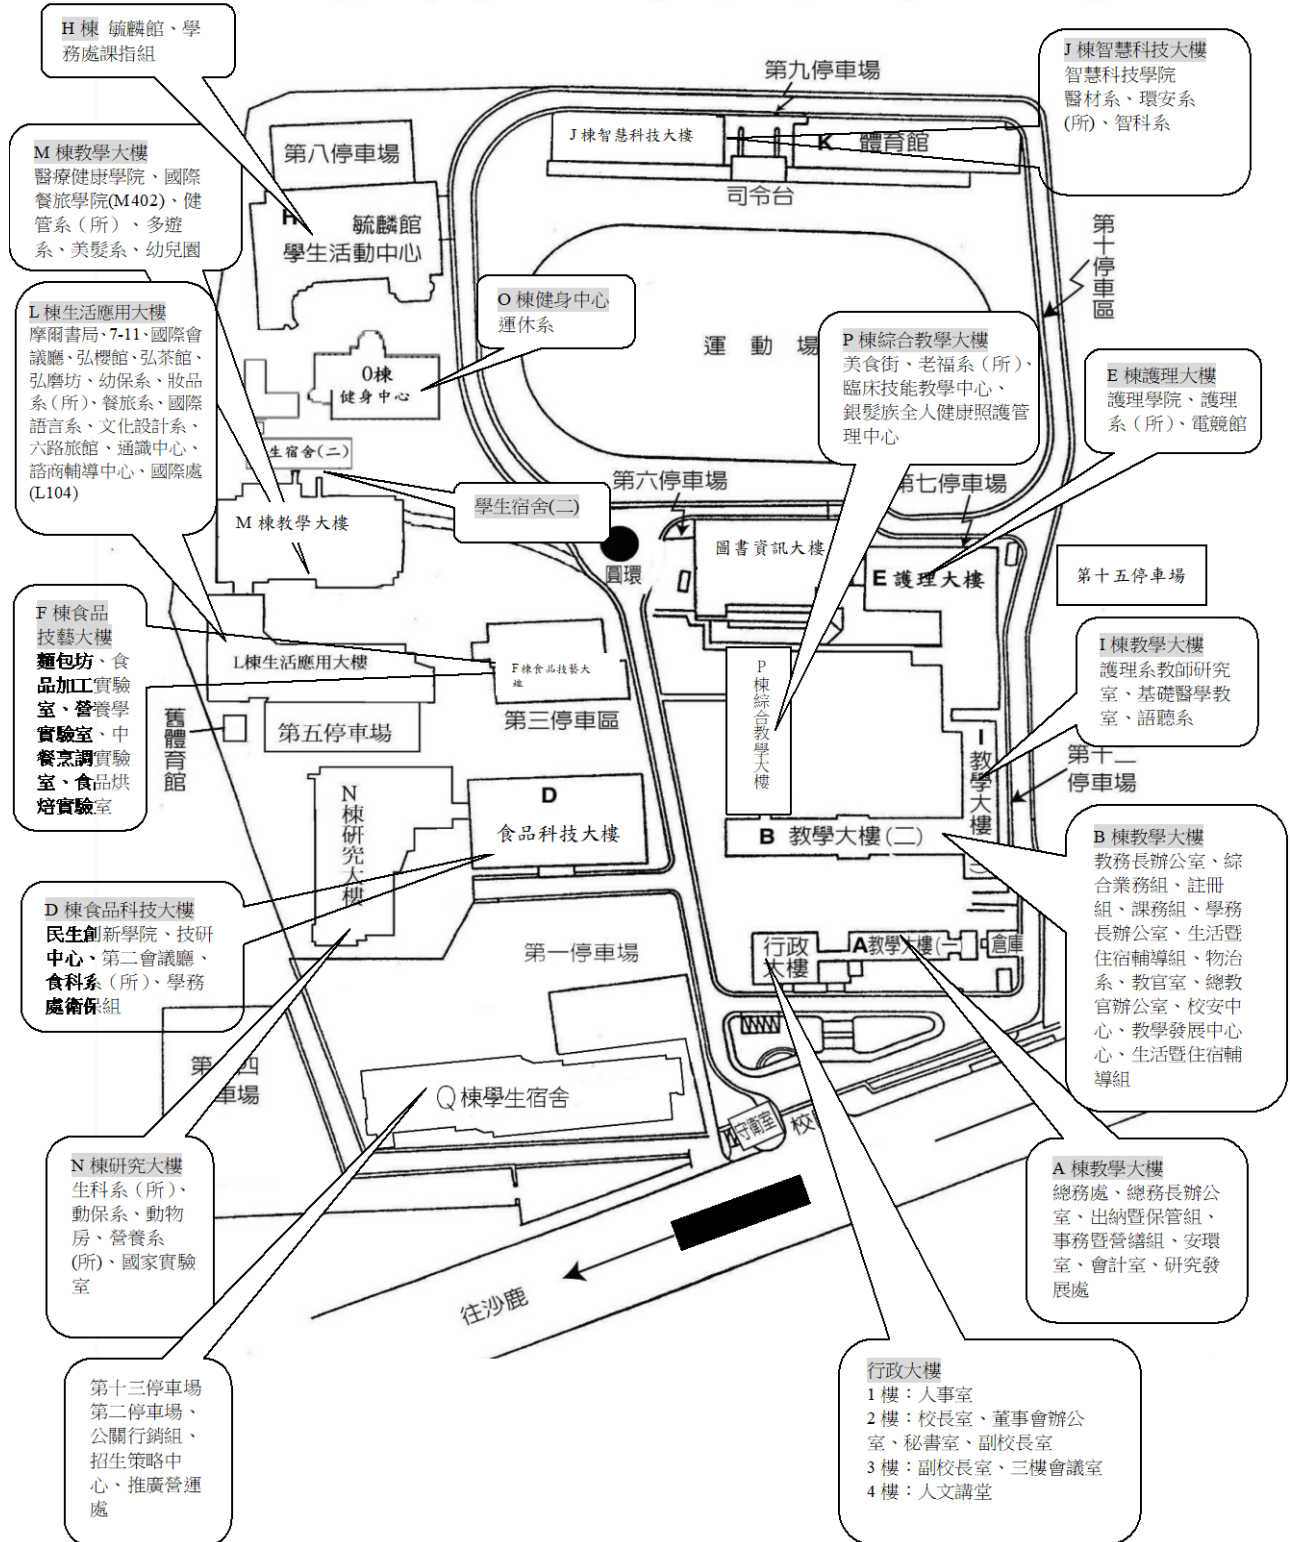 H 棟 毓麟館、學
務處課指組
J 棟智慧科技大樓
智慧科技學院
醫材系、環安系
(所)、智科系
第九停車場
J 棟智慧科技大樓
K 體育館
司令台
M 棟教學大樓
醫療健康學院、國際
餐旅學院(M402)、健
管系（所）、多遊
系、美髮系、幼兒園
第八停車場
H
毓麟館
學生活動中心
第十停車區
L 棟生活應用大樓
摩爾書局、7-11、國際會
議廳、弘櫻館、弘茶館、
弘磨坊、幼保系、妝品
系（所）、餐旅系、國際
語言系、文化設計系、
六路旅館、通識中心、
諮商輔導中心、國際處
(L104)
O 棟健身中心
運休系
O棟
健身中心
運 動 場
P 棟綜合教學大樓
美食街、老福系（所）、
臨床技能教學中心、
銀髮族全人健康照護管
理中心
E 棟護理大樓
護理學院、護理
系（所）、電競館
生宿舍(二)
學生宿舍(二)
第六停車場
第七停車場
M 棟教學大樓
圓環
圖書資訊大樓
E 護理大樓
第十五停車場
F 棟食品
技藝大樓
麵包坊、食
品加工實驗
室、營養學
實驗室、中
餐烹調實驗
室、食品烘
焙實驗室
L棟生活應用大樓
F 棟食品技藝大
第三停車區
第五停車場
舊體育館
P棟綜合教學大樓
I 棟教學大樓
護理系教師研究
室、基礎醫學教
室、語聽系
I教學大樓
第十二
停車場
N棟研究大樓
D
食品科技大樓
B 教學大樓(二)
B 棟教學大樓
教務長辦公室、綜
合業務組、註冊
組、課務組、學務
長辦公室、生活暨
住宿輔導組、物治
系、教官室、總教
官辦公室、校安中
心、教學發展中心
心、生活暨住宿輔
導組
D 棟食品科技大樓
民生創新學院、技研
中心、第二會議廳、
食科系（所）、學務
處衛保組
第一停車場
行政
大樓
A教學大樓(一)
倉庫
第 四
車場
Q棟學生宿舍
守衛室
校
N 棟研究大樓
生科系（所）、
動保系、動物
房、營養系
(所)、國家實驗
室
A 棟教學大樓
總務處、總務長辦公
室、出納暨保管組、
事務暨營繕組、安環
室、會計室、研究發
展處
往沙鹿
第十三停車場
第二停車場、
公關行銷組、
招生策略中
心、推廣營運
處
行政大樓
1 樓：人事室
2 樓：校長室、董事會辦公
室、秘書室、副校長室
3 樓：副校長室、三樓會議室
4 樓：人文講堂